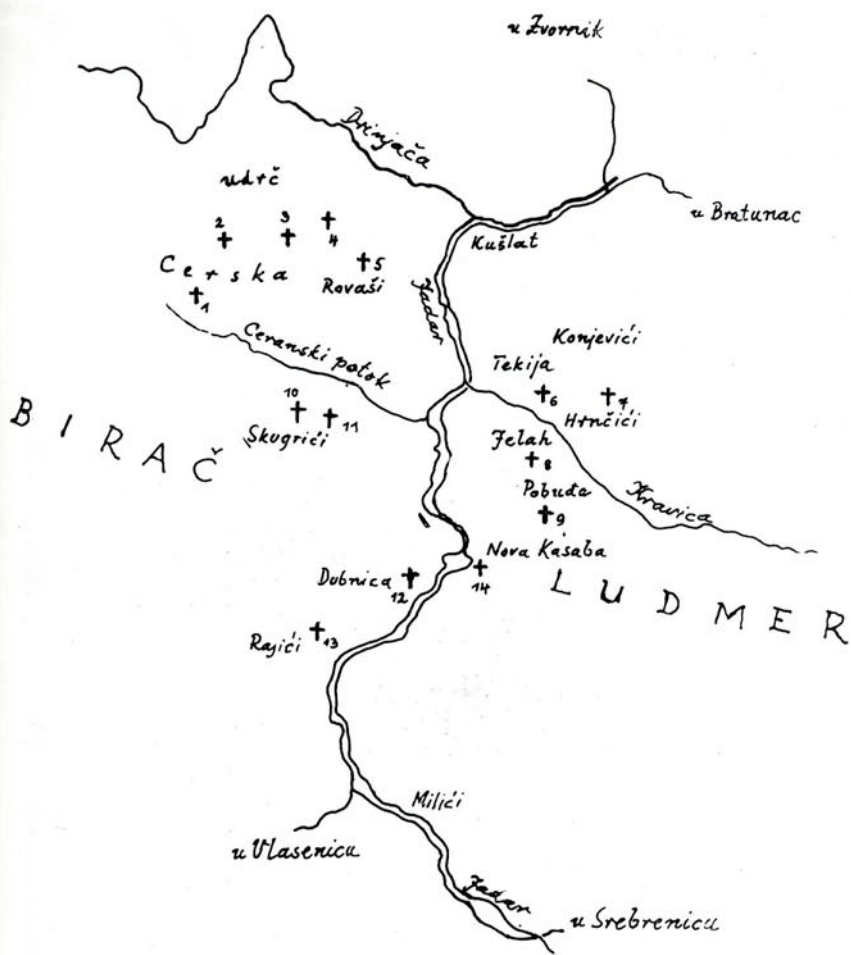 u Zvornik
Drinjača
udrč
u Bratunac
2 3 4
Kušlat
5
Cerska
Rovaši
1
Jadar
Konjevići
Ceranski potok
Tekija
6 7
10 11
Hrnčići
BIRAČ
Skugrići
Jelah
8
Pobuđa
Kravica
9
Nova Kasaba
Dubnica
12
14
LUDMER
Rajići
13
Milići
u Vlasenicu
Jadar
u Srebrenicu